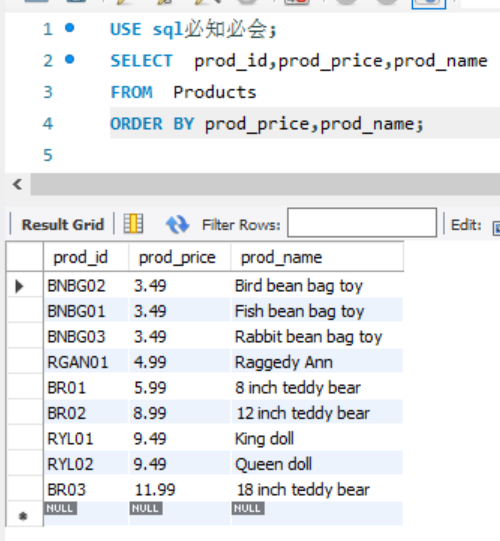 1 USE sql必知必会;
2 SELECT prod_id,prod_price,prod_name
3 FROM Products
4 ORDER BY prod_price,prod_name;
5
Result Grid Filter Rows: Edit:
prod_id prod_price prod_name
BNBG02 3.49 Bird bean bag toy
BNBG01 3.49 Fish bean bag toy
BNBG03 3.49 Rabbit bean bag toy
RGAN01 4.99 Raggedy Ann
BR01 5.99 8 inch teddy bear
BR02 8.99 12 inch teddy bear
RYL01 9.49 King doll
RYL02 9.49 Queen doll
BR03 11.99 18 inch teddy bear
NULL NULL NULL